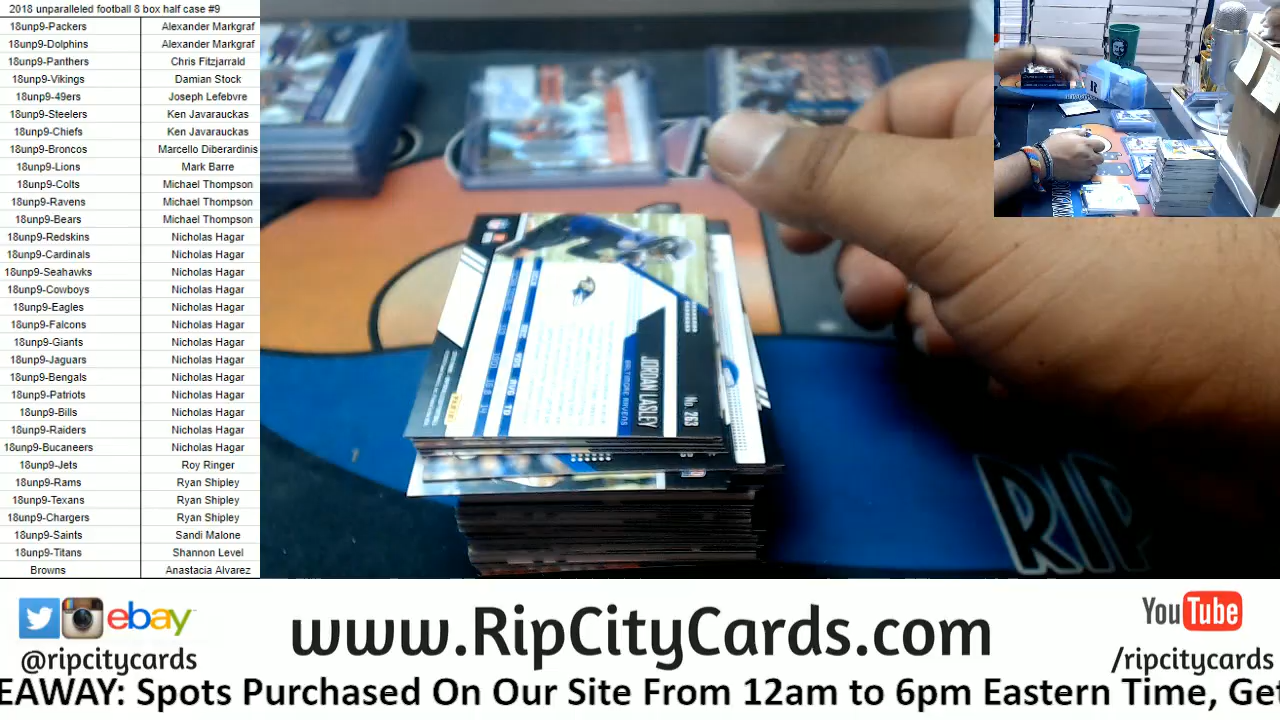 2018 unparalleled football 8 box half case #9
18unp9-Packers Alexander Markgraf
18unp9-Dolphins Alexander Markgraf
18unp9-Panthers Chris Fitzjarrald
18unp9-Vikings Damian Stock
18unp9-49ers Joseph Lefebvre
18unp9-Steelers Ken Javarauckas
18unp9-Chiefs Ken Javarauckas
18unp9-Broncos Marcello Diberardinis
18unp9-Lions Mark Barre
18unp9-Colts Michael Thompson
18unp9-Ravens Michael Thompson
18unp9-Bears Michael Thompson
18unp9-Redskins Nicholas Hagar
18unp9-Cardinals Nicholas Hagar
18unp9-Seahawks Nicholas Hagar
18unp9-Cowboys Nicholas Hagar
18unp9-Eagles Nicholas Hagar
18unp9-Falcons Nicholas Hagar
18unp9-Giants Nicholas Hagar
18unp9-Jaguars Nicholas Hagar
18unp9-Bengals Nicholas Hagar
18unp9-Patriots Nicholas Hagar
18unp9-Bills Nicholas Hagar
18unp9-Raiders Nicholas Hagar
18unp9-Bucaneers Nicholas Hagar
18unp9-Jets Roy Ringer
18unp9-Rams Ryan Shipley
18unp9-Texans Ryan Shipley
18unp9-Chargers Ryan Shipley
18unp9-Saints Sandi Malone
18unp9-Titans Shannon Level
Browns Anastacia Alvarez
JORDAN LASLEY
No. 263
BALTIMORE RAVENS
RIP
ebay
@ripcitycards
www.RipCityCards.com
YouTube
/ripcitycards
EAWAY: Spots Purchased On Our Site From 12am to 6pm Eastern Time, Get